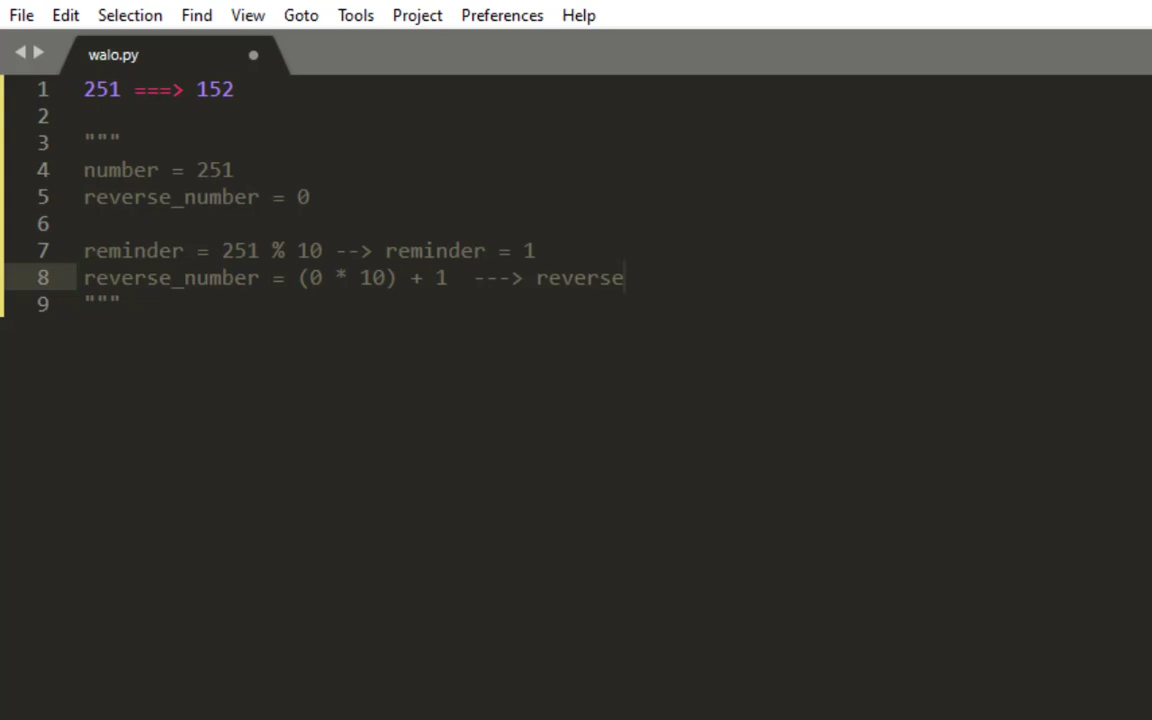 File Edit Selection Find View Goto Tools Project Preferences Help
walo.py
1 251 ===> 152
2
3 """
4 number = 251
5 reverse_number = 0
6
7 reminder = 251 % 10 --> reminder = 1
8 reverse_number = (0 * 10) + 1  ---> reverse
9 """